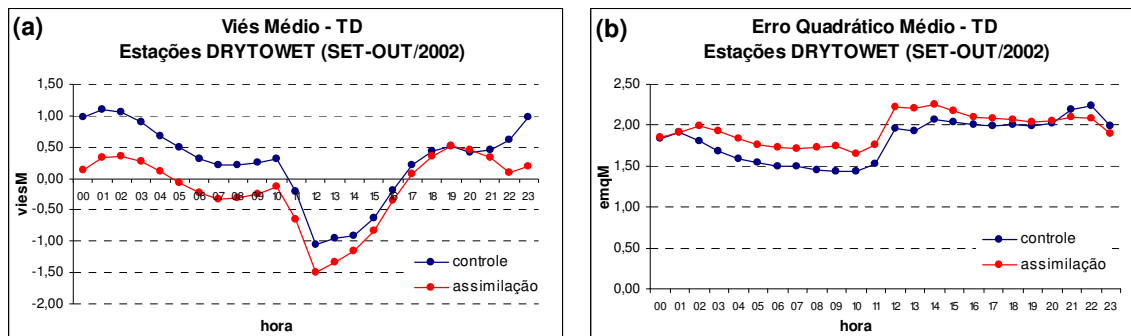 (a)
Viés Médio - TD
Estações DRYTOWET (SET-OUT/2002)
1,50
1,00
0,50
0,00
-0,50
-1,00
-1,50
-2,00
viesM
00 01 02 03 04 05 06 07 08 09 10 11 12 13 14 15 16 17 18 19 20 21 22 23
controle
assimilação
hora
(b)
Erro Quadrático Médio - TD
Estações DRYTOWET (SET-OUT/2002)
2,50
2,00
1,50
1,00
0,50
0,00
emqM
00 01 02 03 04 05 06 07 08 09 10 11 12 13 14 15 16 17 18 19 20 21 22 23
controle
assimilação
hora